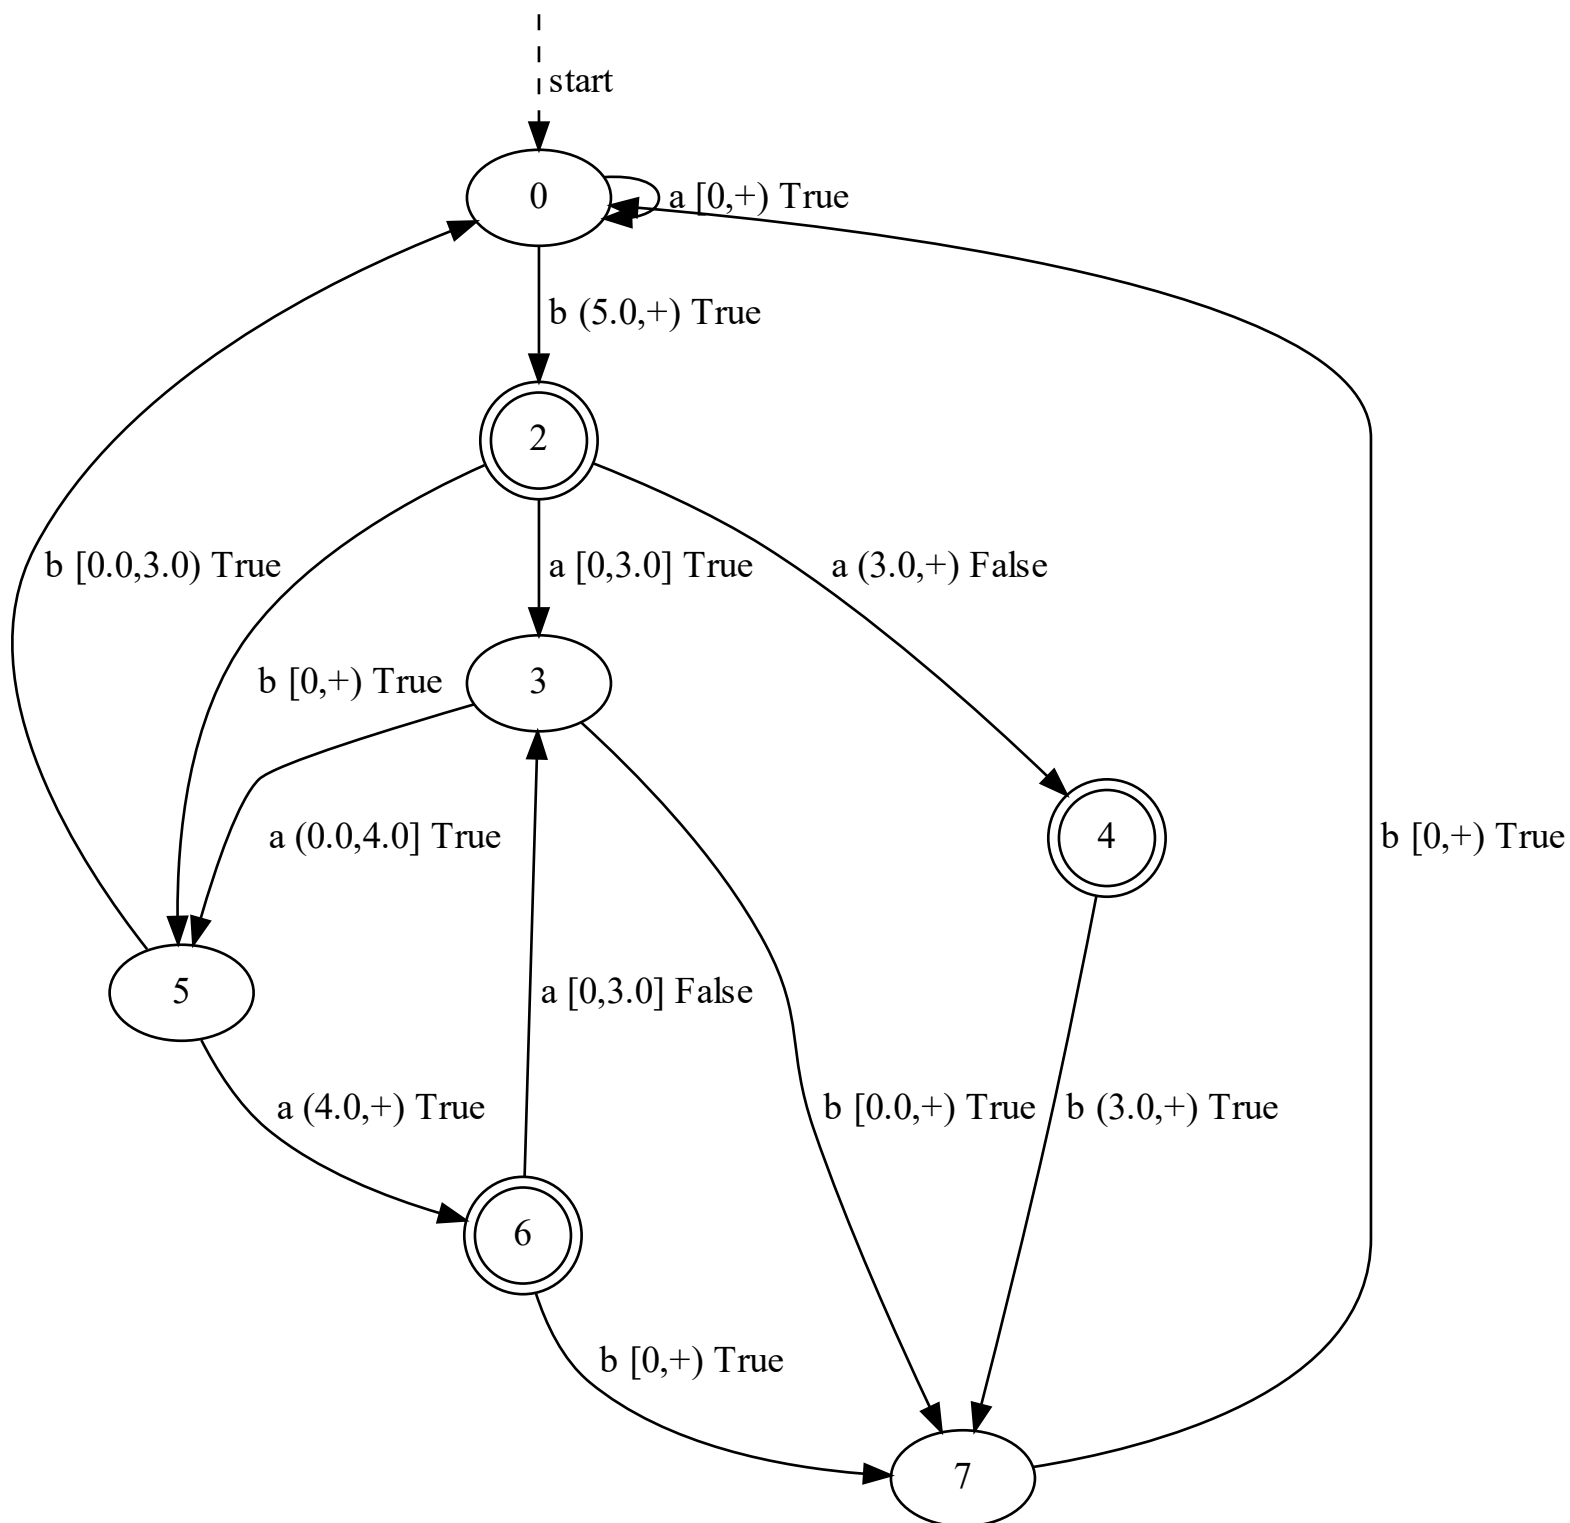 start
0
a [0,+) True
b (5.0,+) True
2
b [0.0,3.0) True
a [0,3.0] True
a (3.0,+) False
b [0,+) True
3
a (0.0,4.0] True
4
b [0,+) True
5
a [0,3.0] False
a (4.0,+) True
b [0.0,+) True
b (3.0,+) True
6
b [0,+) True
7